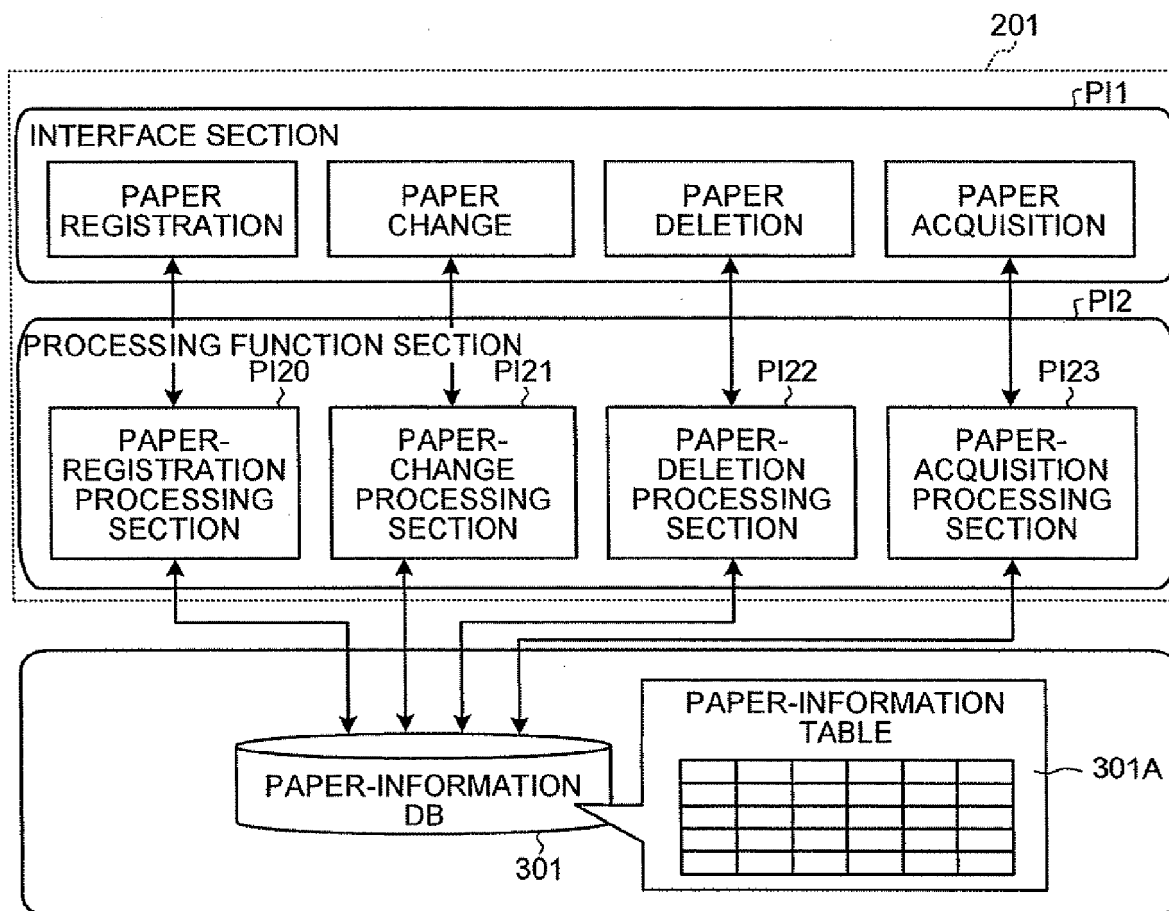 201
PI1
INTERFACE SECTION
PAPER
REGISTRATION
PAPER
CHANGE
PAPER
DELETION
PAPER
ACQUISITION
PI2
PROCESSING FUNCTION SECTION
PI20
PI21
PI22
PI23
PAPER-
REGISTRATION
PROCESSING
SECTION
PAPER-
CHANGE
PROCESSING
SECTION
PAPER-
DELETION
PROCESSING
SECTION
PAPER-
ACQUISITION
PROCESSING
SECTION
PAPER-INFORMATION
TABLE
301A
PAPER-INFORMATION
DB
301